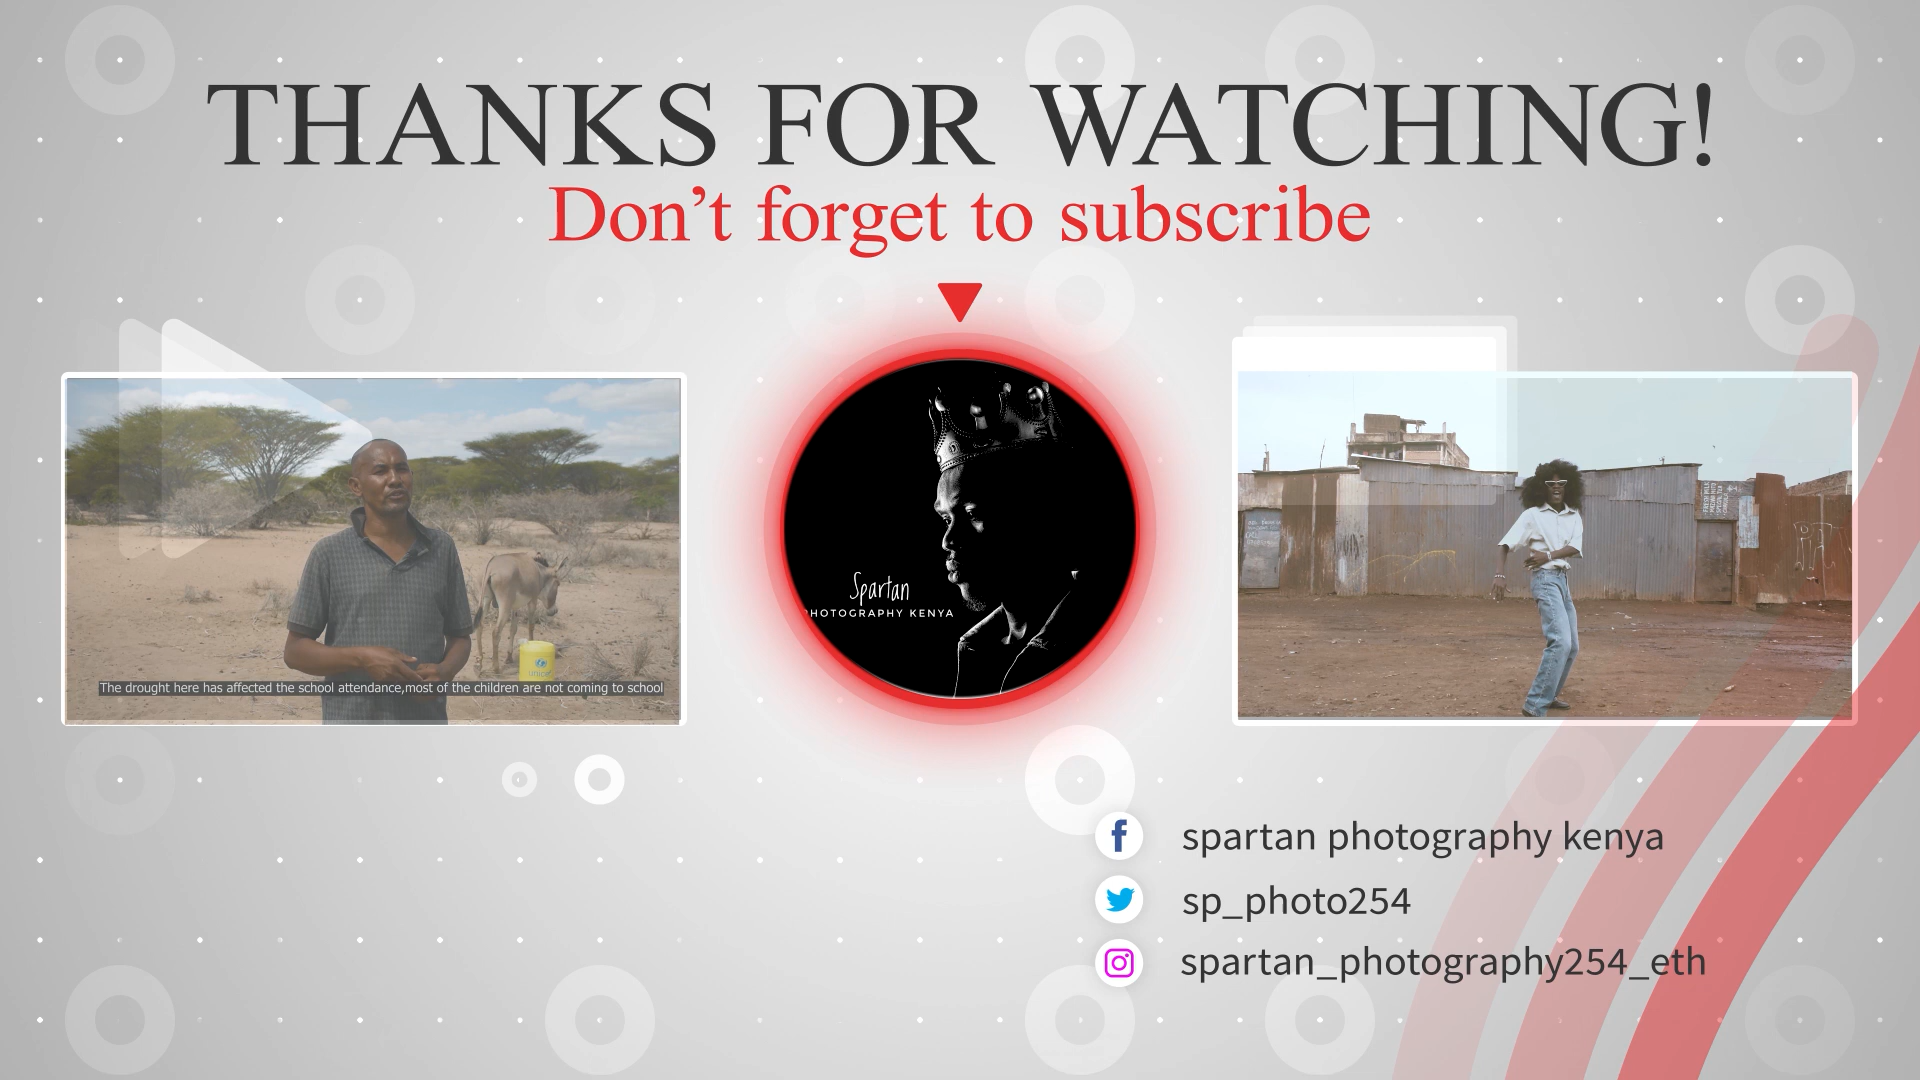 THANKS FOR WATCHING!
Don't forget to subscribe
The drought here has affected the school attendance,most of the children are not coming to school
Spartan
PHOTOGRAPHY KENYA
spartan photography kenya
sp_photo254
spartan_photography254_eth